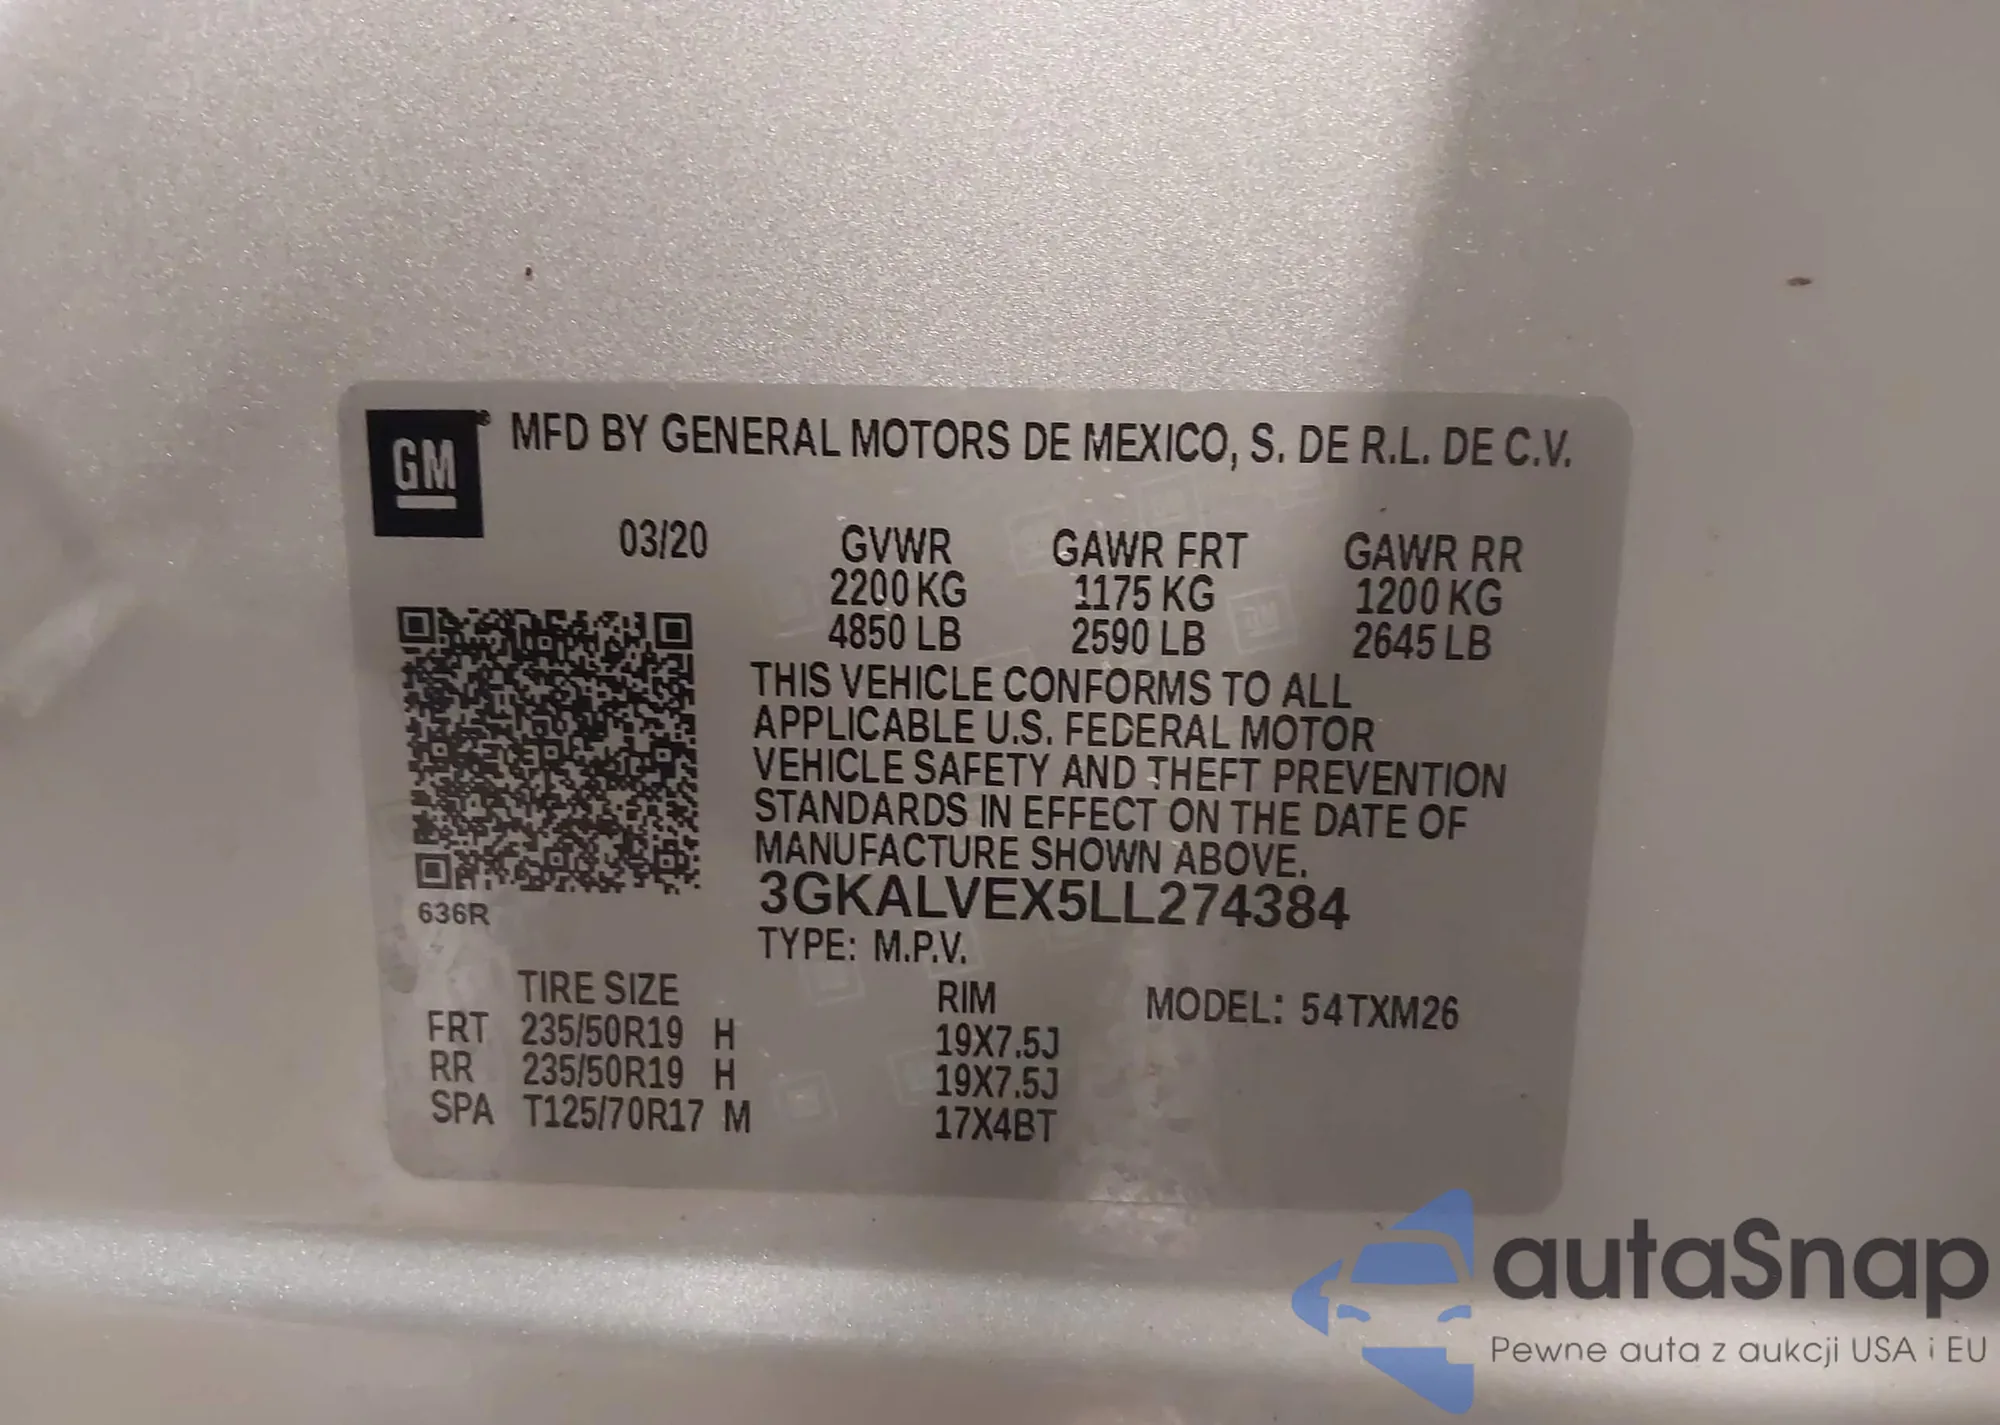 GM ® MFD BY GENERAL MOTORS DE MEXICO, S. DE R.L. DE C.V.
03/20 GVWR GAWR FRT GAWR RR
2200 KG 1175 KG 1200 KG
4850 LB 2590 LB 2645 LB
THIS VEHICLE CONFORMS TO ALL
APPLICABLE U.S. FEDERAL MOTOR
VEHICLE SAFETY AND THEFT PREVENTION
STANDARDS IN EFFECT ON THE DATE OF
MANUFACTURE SHOWN ABOVE.
3GKALVEX5LL274384
636R
TYPE: M.P.V.
TIRE SIZE RIM MODEL: 54TXM26
FRT 235/50R19 H 19X7.5J
RR 235/50R19 H 19X7.5J
SPA T125/70R17 M 17X4BT
autaSnap
Pewne auta z aukcji USA i EU